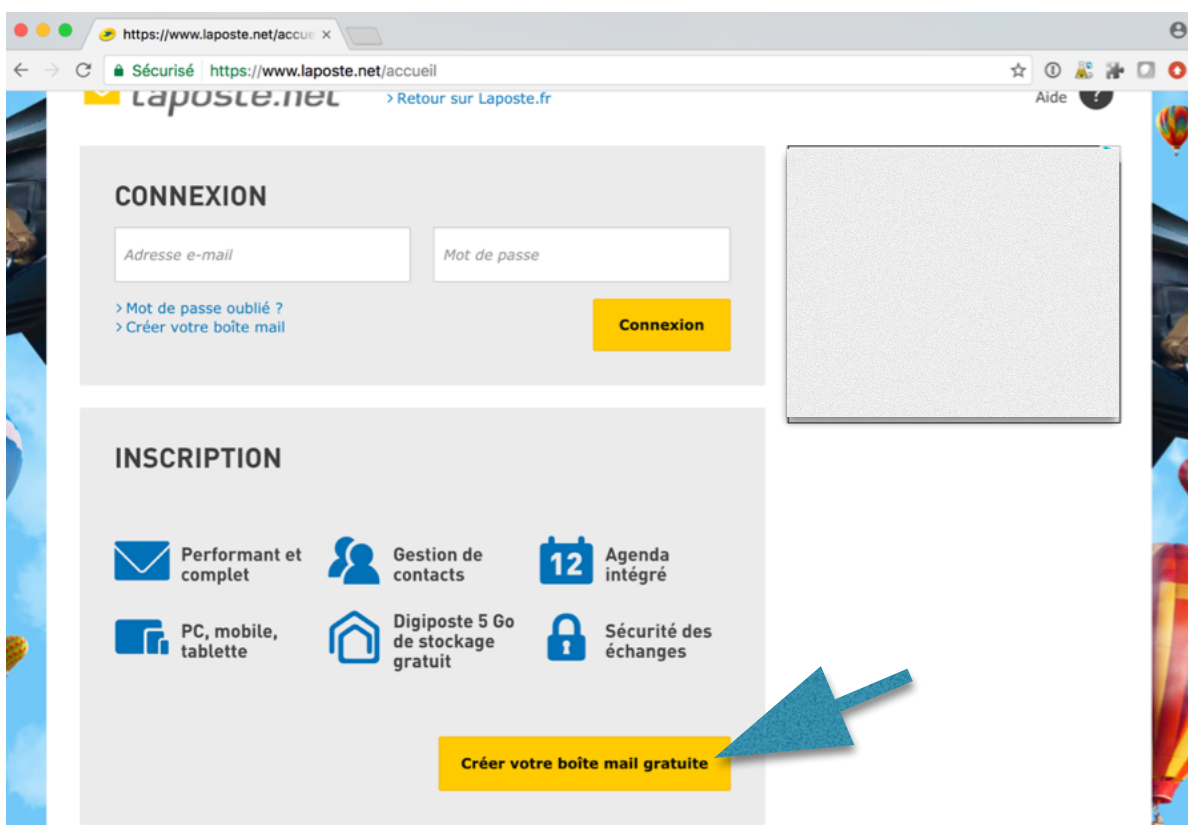 https://www.laposte.net/accue
Sécurisé https://www.laposte.net/accueil
laposte.net > Retour sur Laposte.fr Aide ?
CONNEXION
Adresse e-mail Mot de passe
> Mot de passe oublié ?
> Créer votre boîte mail
Connexion
INSCRIPTION
Performant et
complet
Gestion de
contacts
12
Agenda
intégré
PC, mobile,
tablette
Digiposte 5 Go
de stockage
gratuit
Sécurité des
échanges
Créer votre boîte mail gratuite